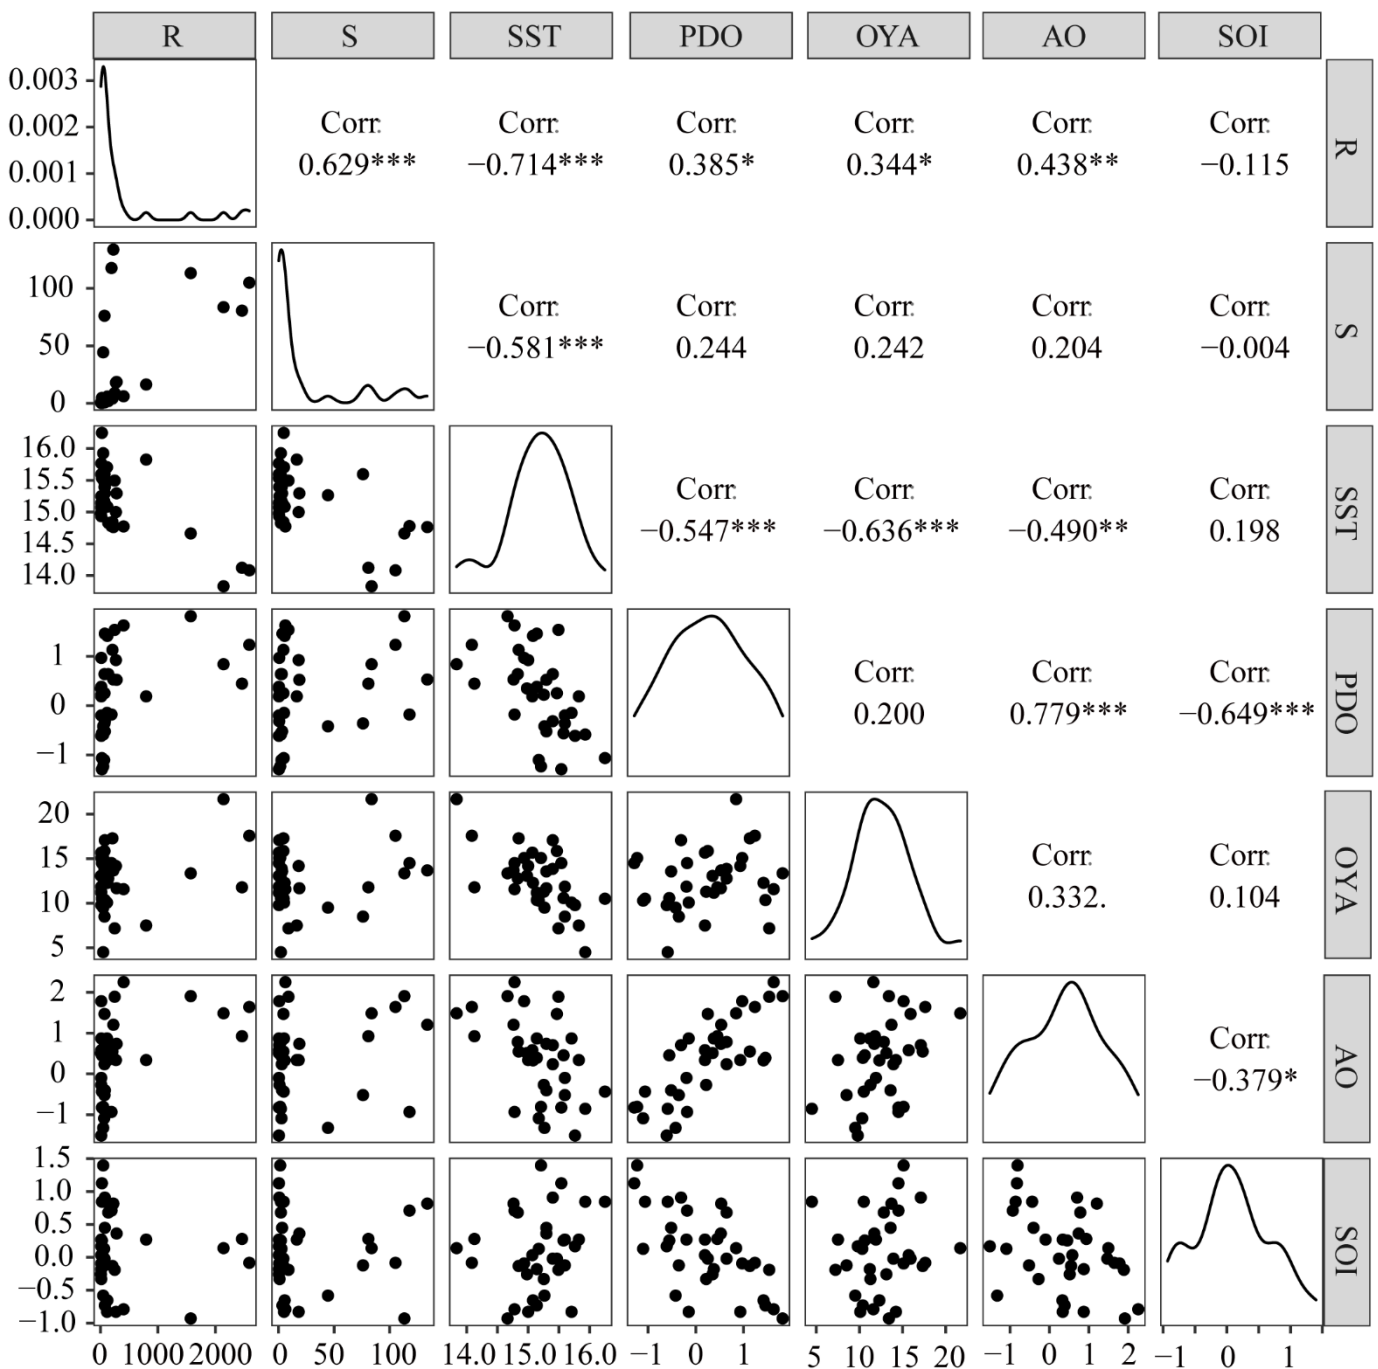 R S SST PDO OYA AO SOI
0.003
0.002
0.001
0.000
Corr: Corr: Corr: Corr: Corr: Corr:
0.629*** −0.714*** 0.385* 0.344* 0.438** −0.115
R
100
50
0
Corr: Corr: Corr: Corr: Corr:
−0.581*** 0.244 0.242 0.204 −0.004
S
16.0
15.5
15.0
14.5
14.0
Corr: Corr: Corr: Corr:
−0.547*** −0.636*** −0.490** 0.198
SST
1
0
−1
Corr: Corr: Corr:
0.200 0.779*** −0.649***
PDO
20
15
10
5
Corr: Corr:
0.332. 0.104
OYA
2
1
0
−1
Corr:
−0.379*
AO
1.5
1.0
0.5
0.0
−0.5
−1.0
SOI
0 1000 2000 0 50 100 14.0 15.0 16.0 −1 0 1 5 10 15 20 −1 0 1 2 −1 0 1